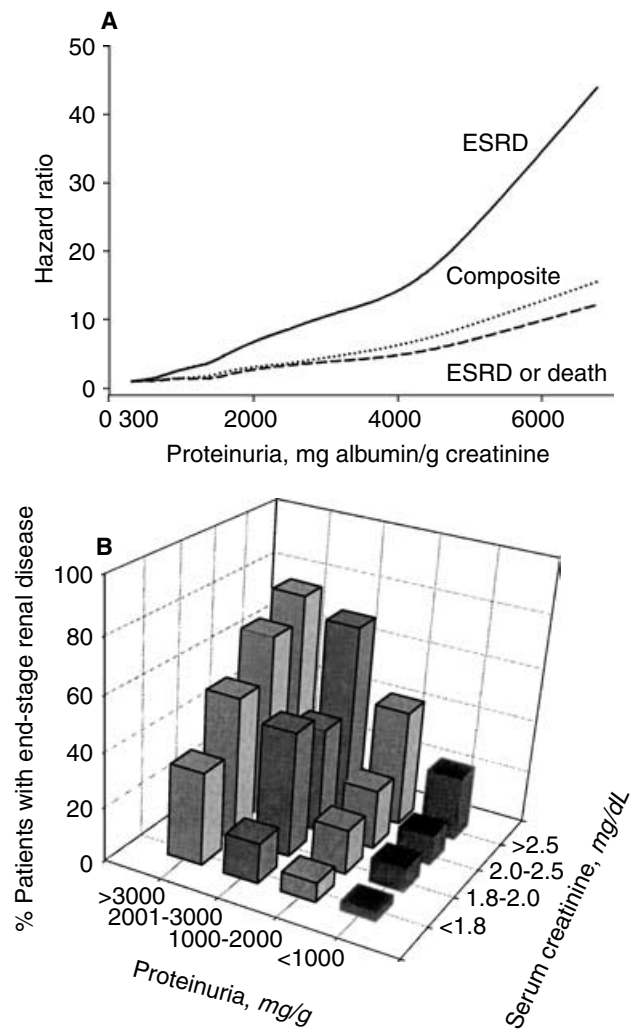 A
50
40
30
20
10
0
Hazard ratio
ESRD
Composite
ESRD or death
0 300 2000 4000 6000
Proteinuria, mg albumin/g creatinine
B
% Patients with end-stage renal disease
100
80
60
40
20
0
>3000
2001-3000
1000-2000
<1000
Proteinuria, mg/g
>2.5
2.0-2.5
1.8-2.0
<1.8
Serum creatinine, mg/dL